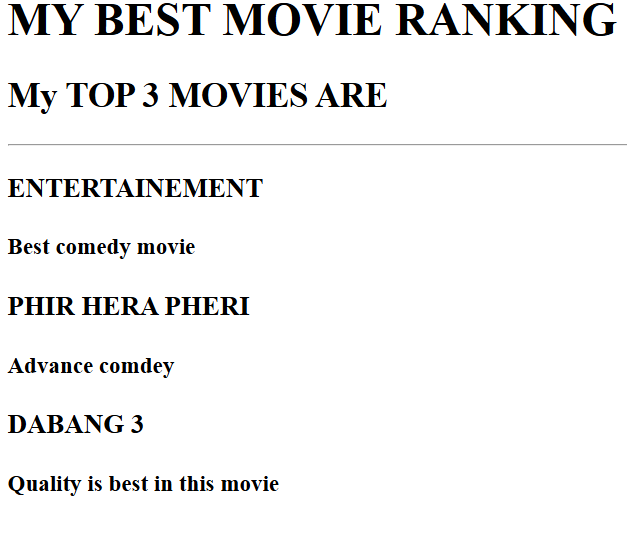 MY BEST MOVIE RANKING
My TOP 3 MOVIES ARE
ENTERTAINEMENT
Best comedy movie
PHIR HERA PHERI
Advance comdey
DABANG 3
Quality is best in this movie